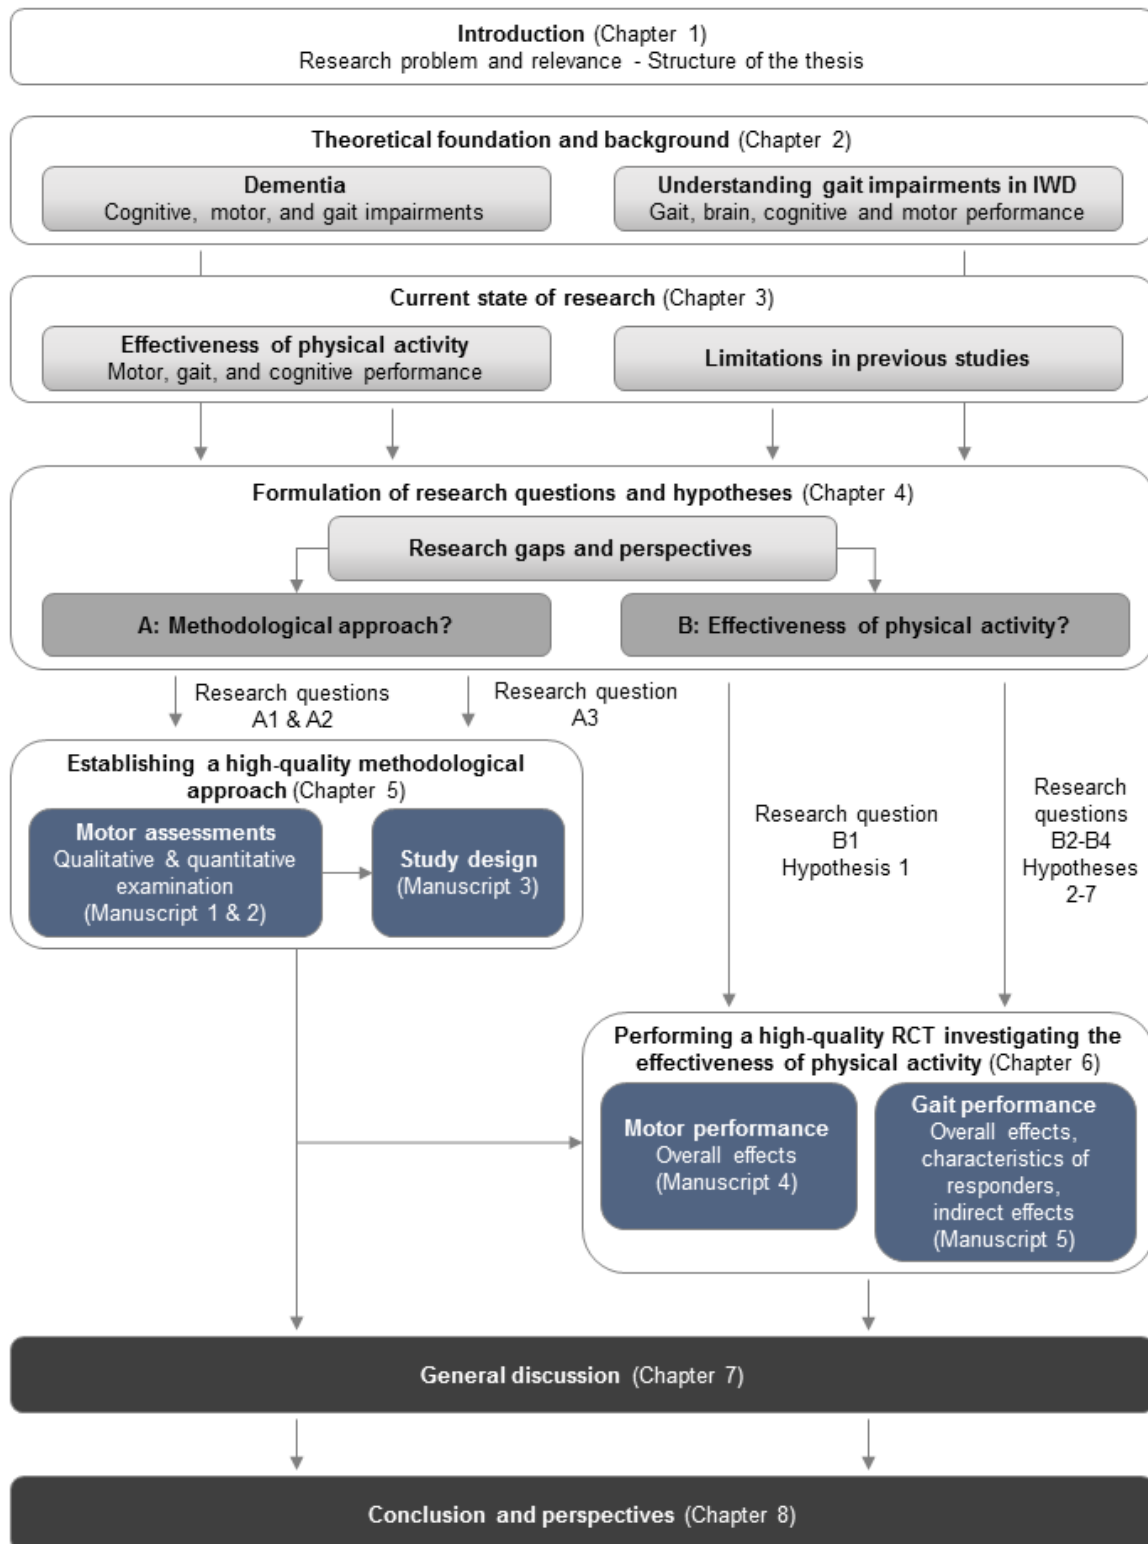 Introduction (Chapter 1)
Research problem and relevance - Structure of the thesis
Theoretical foundation and background (Chapter 2)
Dementia
Cognitive, motor, and gait impairments
Understanding gait impairments in IWD
Gait, brain, cognitive and motor performance
Current state of research (Chapter 3)
Effectiveness of physical activity
Motor, gait, and cognitive performance
Limitations in previous studies
Formulation of research questions and hypotheses (Chapter 4)
Research gaps and perspectives
A: Methodological approach?
B: Effectiveness of physical activity?
Research questions
A1 & A2
Research question
A3
Establishing a high-quality methodological
approach (Chapter 5)
Motor assessments
Qualitative & quantitative
examination
(Manuscript 1 & 2)
Study design
(Manuscript 3)
Research question
B1
Hypothesis 1
Research
questions
B2-B4
Hypotheses
2-7
Performing a high-quality RCT investigating the
effectiveness of physical activity (Chapter 6)
Motor performance
Overall effects
(Manuscript 4)
Gait performance
Overall effects,
characteristics of
responders,
indirect effects
(Manuscript 5)
General discussion (Chapter 7)
Conclusion and perspectives (Chapter 8)